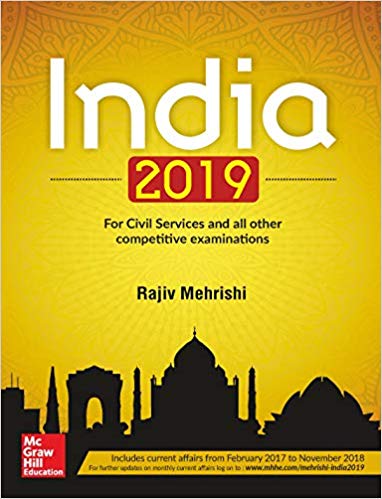 India
2019
For Civil Services and all other
competitive examinations
Rajiv Mehrishi
Mc
Graw
Hill
Education
Includes current affairs from February 2017 to November 2018
For further updates on monthly current affairs log on to : www.mhhe.com/mehrishi-india2019